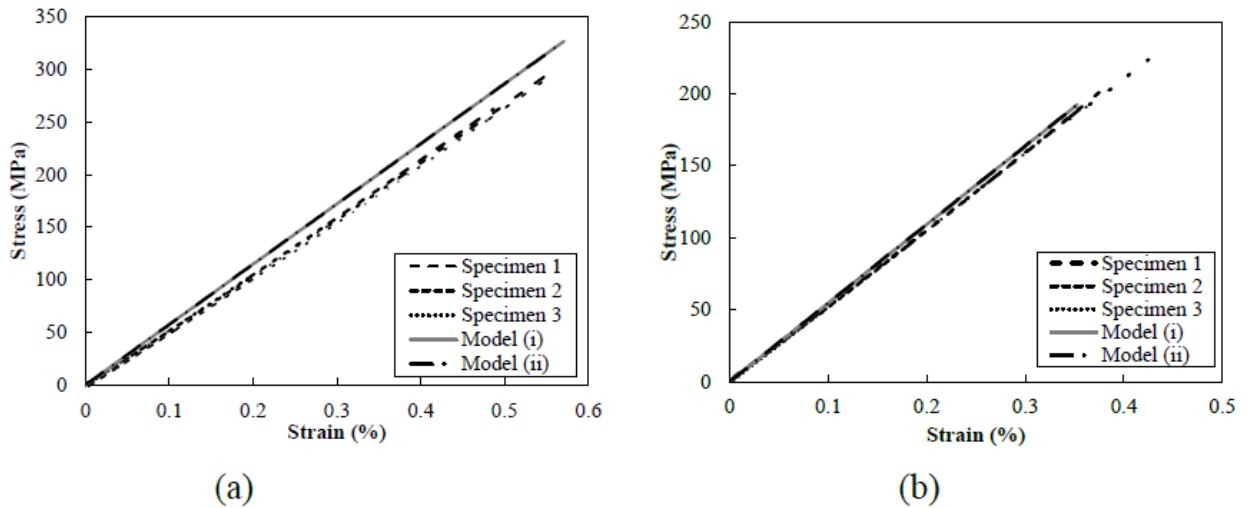 350
300
250
200
150
100
50
0
Stress (MPa)
Specimen 1
Specimen 2
Specimen 3
Model (i)
Model (ii)
0 0.1 0.2 0.3 0.4 0.5 0.6
Strain (%)
(a)
250
200
150
100
50
0
Stress (MPa)
Specimen 1
Specimen 2
Specimen 3
Model (i)
Model (ii)
0 0.1 0.2 0.3 0.4 0.5
Strain (%)
(b)